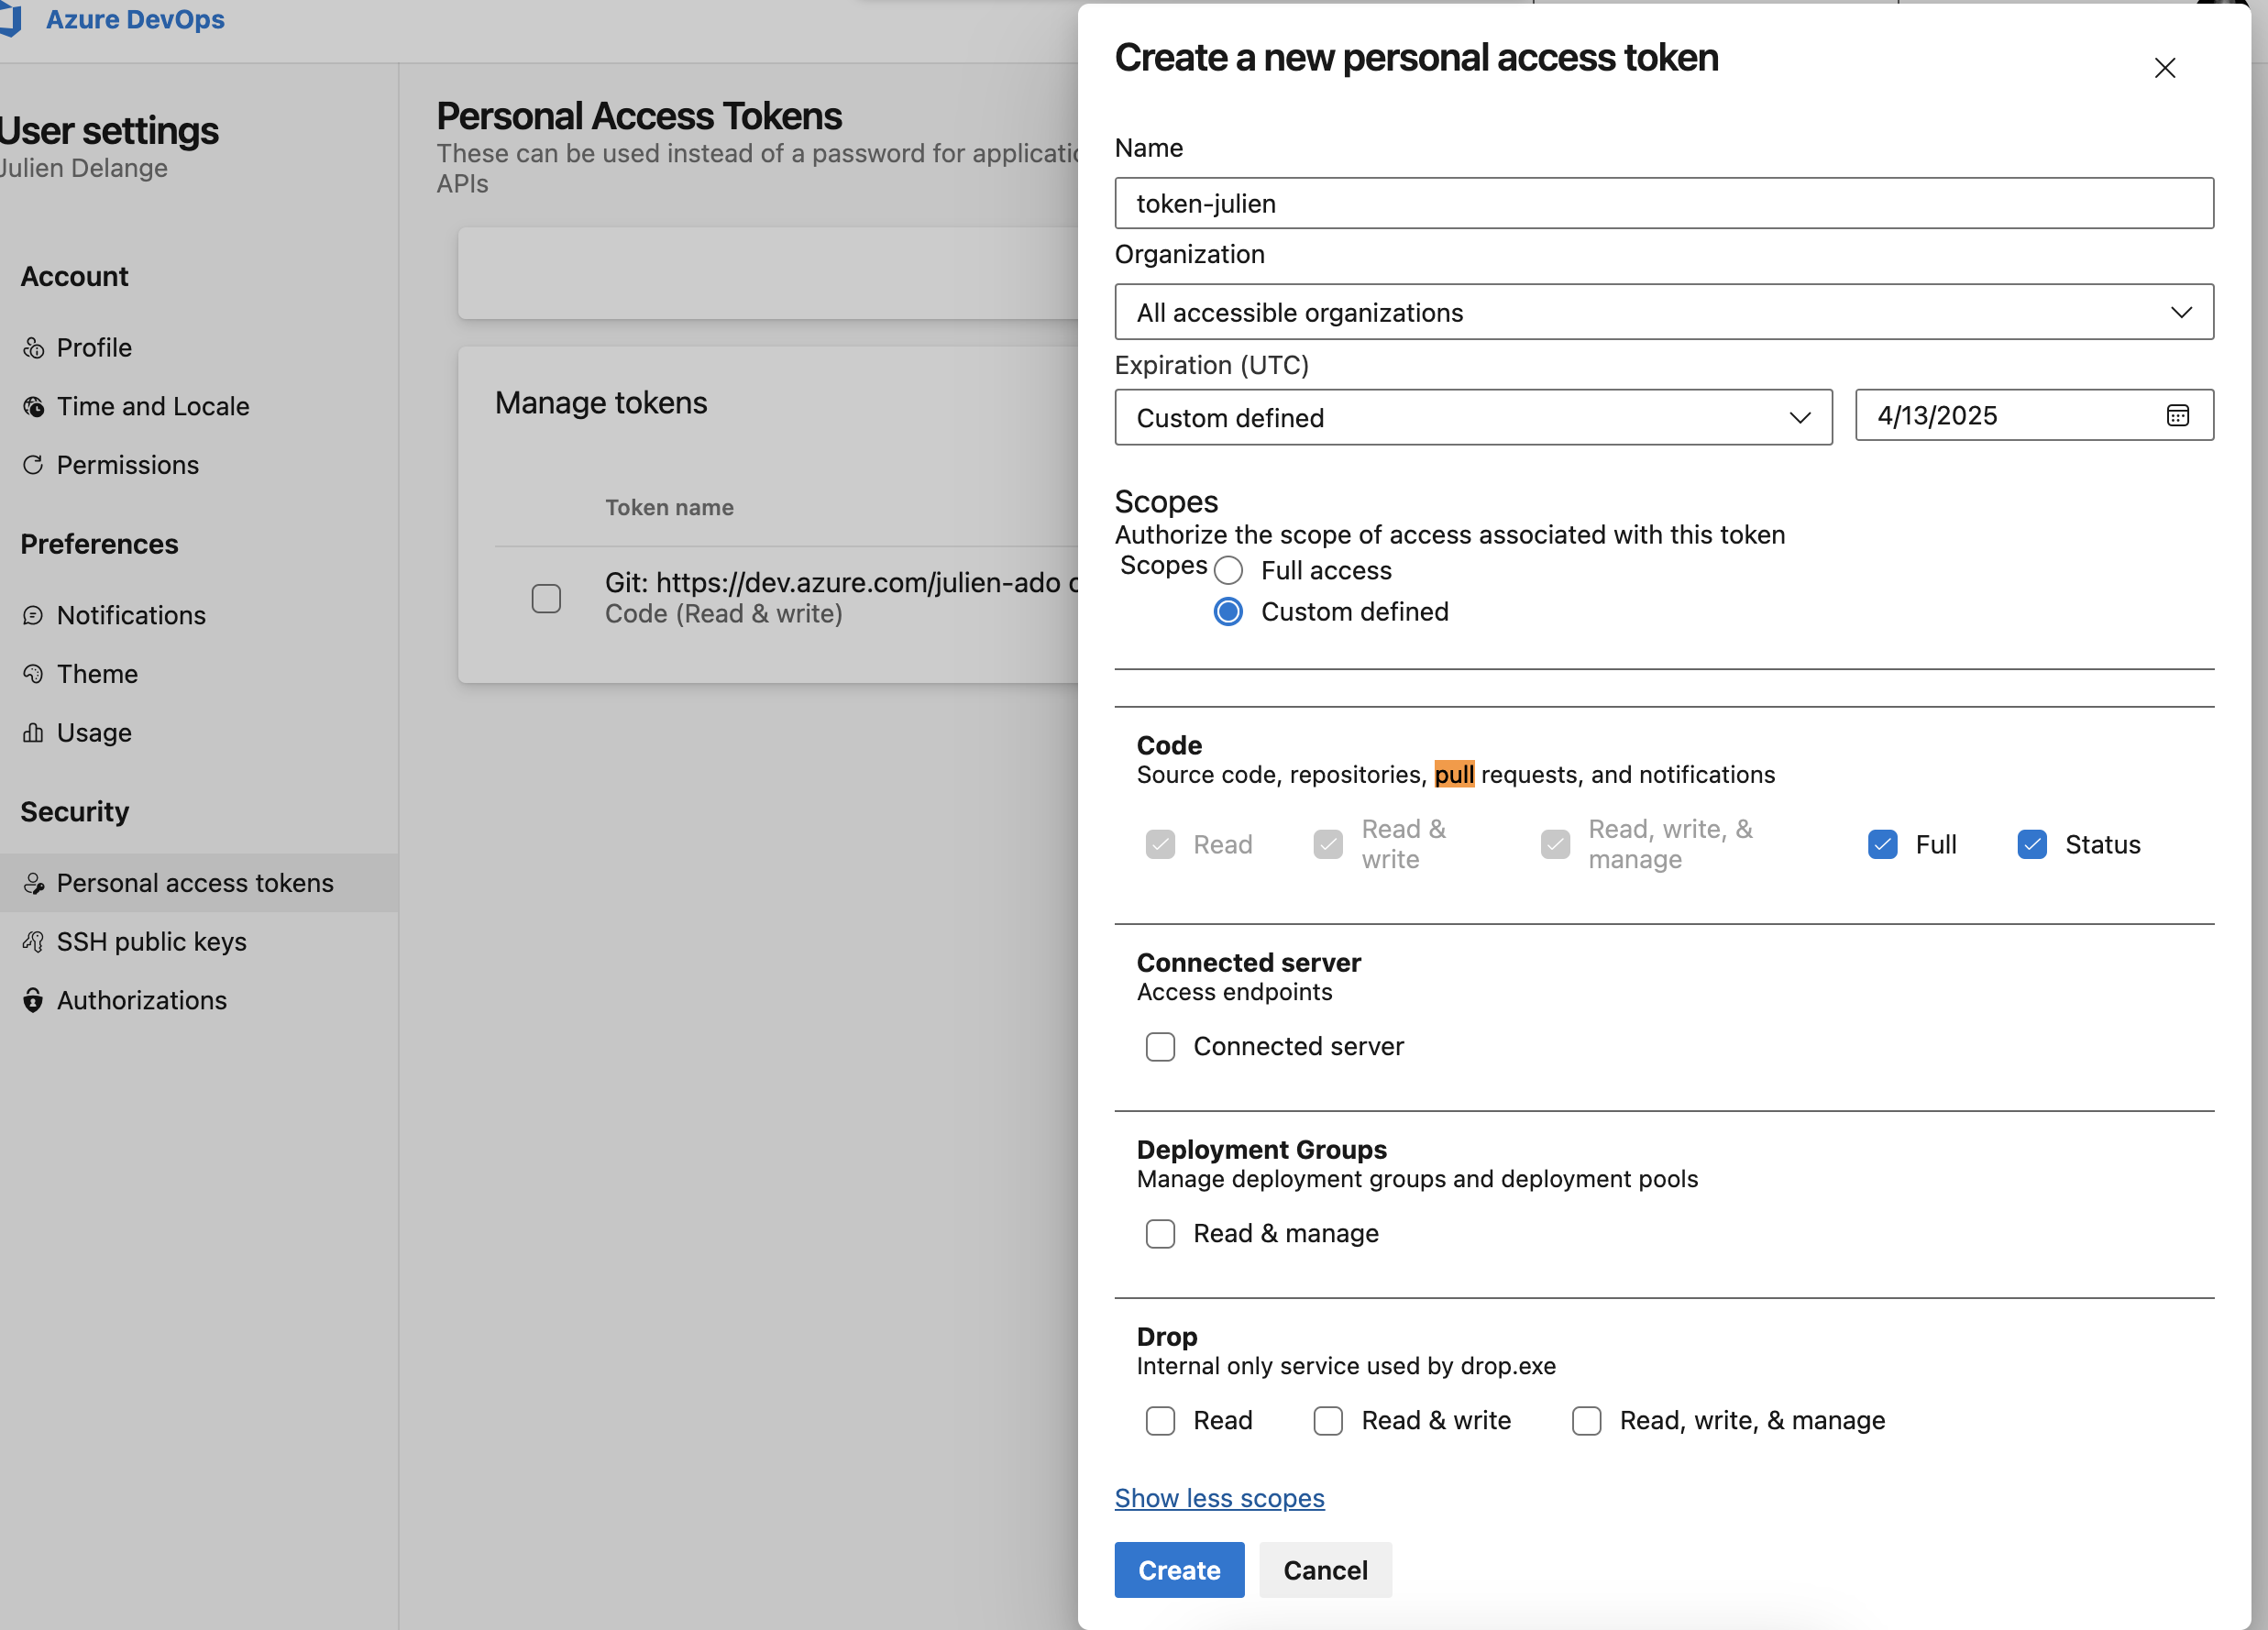 Azure DevOps
User settings
Julien Delange
Account
Profile
Time and Locale
Permissions
Preferences
Notifications
Theme
Usage
Security
Personal access tokens
SSH public keys
Authorizations
Personal Access Tokens
These can be used instead of a password for applicatio
APIs
Manage tokens
Token name
Git: https://dev.azure.com/julien-ado o
Code (Read & write)
Create a new personal access token
Name
token-julien
Organization
All accessible organizations
Expiration (UTC)
Custom defined
4/13/2025
Scopes
Authorize the scope of access associated with this token
Scopes
Full access
Custom defined
Code
Source code, repositories, pull requests, and notifications
Read
Read &
write
Read, write, &
manage
Full
Status
Connected server
Access endpoints
Connected server
Deployment Groups
Manage deployment groups and deployment pools
Read & manage
Drop
Internal only service used by drop.exe
Read
Read & write
Read, write, & manage
Show less scopes
Create
Cancel